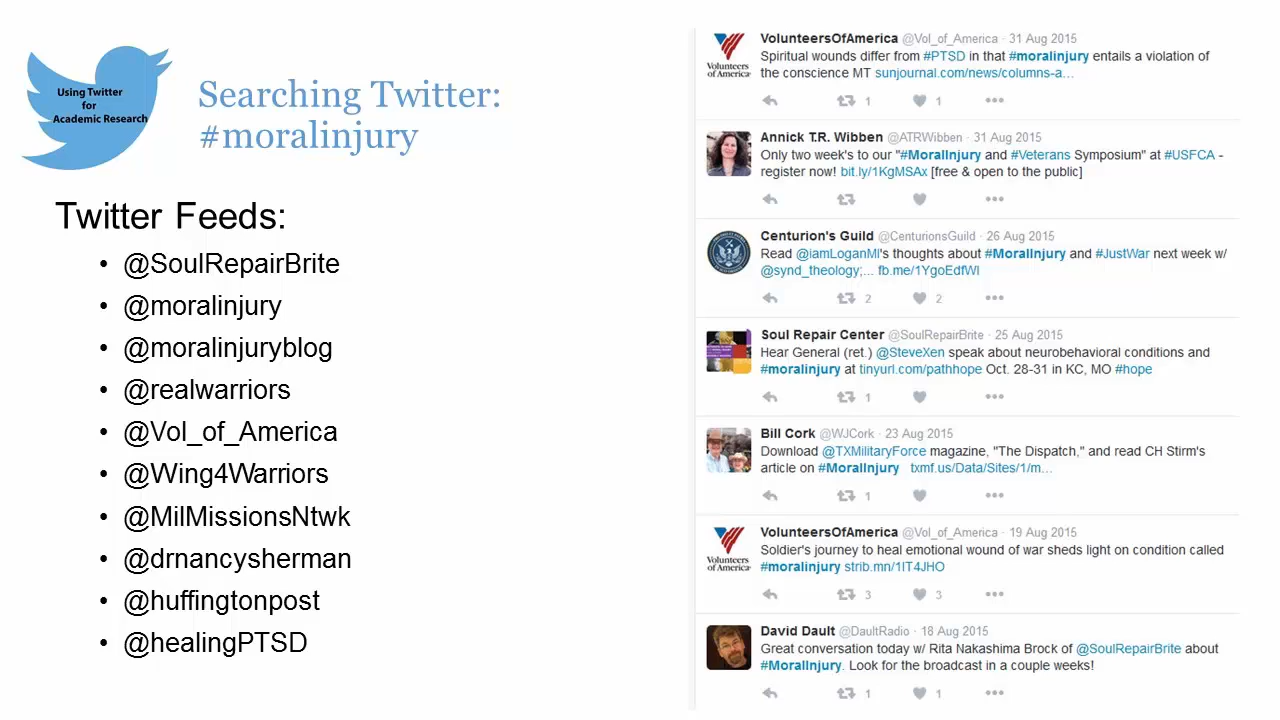 Using Twitter
for
Academic Research
Searching Twitter:
#moralinjury
Twitter Feeds:
• @SoulRepairBrite
• @moralinjury
• @moralinjuryblog
• @realwarriors
• @Vol_of_America
• @Wing4Warriors
• @MilMissionsNtwk
• @drnancysherman
• @huffingtonpost
• @healingPTSD
Volunteers
of America
VolunteersOfAmerica @Vol_of_America · 31 Aug 2015
Spiritual wounds differ from #PTSD in that #moralinjury entails a violation of
the conscience MT sunjournal.com/news/columns-a...
1 1
Annick T.R. Wibben @ATRWibben · 31 Aug 2015
Only two week's to our "#MoralInjury and #Veterans Symposium" at #USFCA -
register now! bit.ly/1KgMSAx [free & open to the public]
Centurion's Guild @CenturionsGuild · 26 Aug 2015
Read @iamLoganMI's thoughts about #MoralInjury and #JustWar next week w/
@synd_theology;... fb.me/1YgoEdfWl
2 2
Soul Repair Center @SoulRepairBrite · 25 Aug 2015
Hear General (ret.) @SteveXen speak about neurobehavioral conditions and
#moralinjury at tinyurl.com/pathhope Oct. 28-31 in KC, MO #hope
1
Bill Cork @WJCork · 23 Aug 2015
Download @TXMilitaryForce magazine, "The Dispatch," and read CH Stirm's
article on #MoralInjury txmf.us/Data/Sites/1/m...
1
Volunteers
of America
VolunteersOfAmerica @Vol_of_America · 19 Aug 2015
Soldier's journey to heal emotional wound of war sheds light on condition called
#moralinjury strib.mn/1IT4JHO
3 3
David Dault @DaultRadio · 18 Aug 2015
Great conversation today w/ Rita Nakashima Brock of @SoulRepairBrite about
#MoralInjury. Look for the broadcast in a couple weeks!
1 1